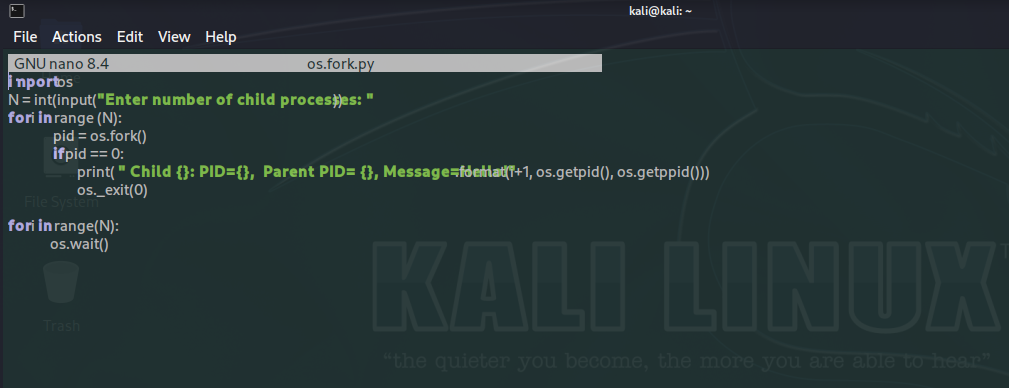 kali@kali: ~
File Actions Edit View Help
GNU nano 8.4 os.fork.py
import os
N = int(input("Enter number of child processes: "))
for i in range (N):
pid = os.fork()
if pid == 0:
print( " Child {}: PID={}, Parent PID= {}, Message=Hello!".format(i+1, os.getpid(), os.getppid()))
os._exit(0)
File System
for i in range(N):
os.wait()
KALI LINUX
Trash
"the quieter you become, the more you are able to hear"